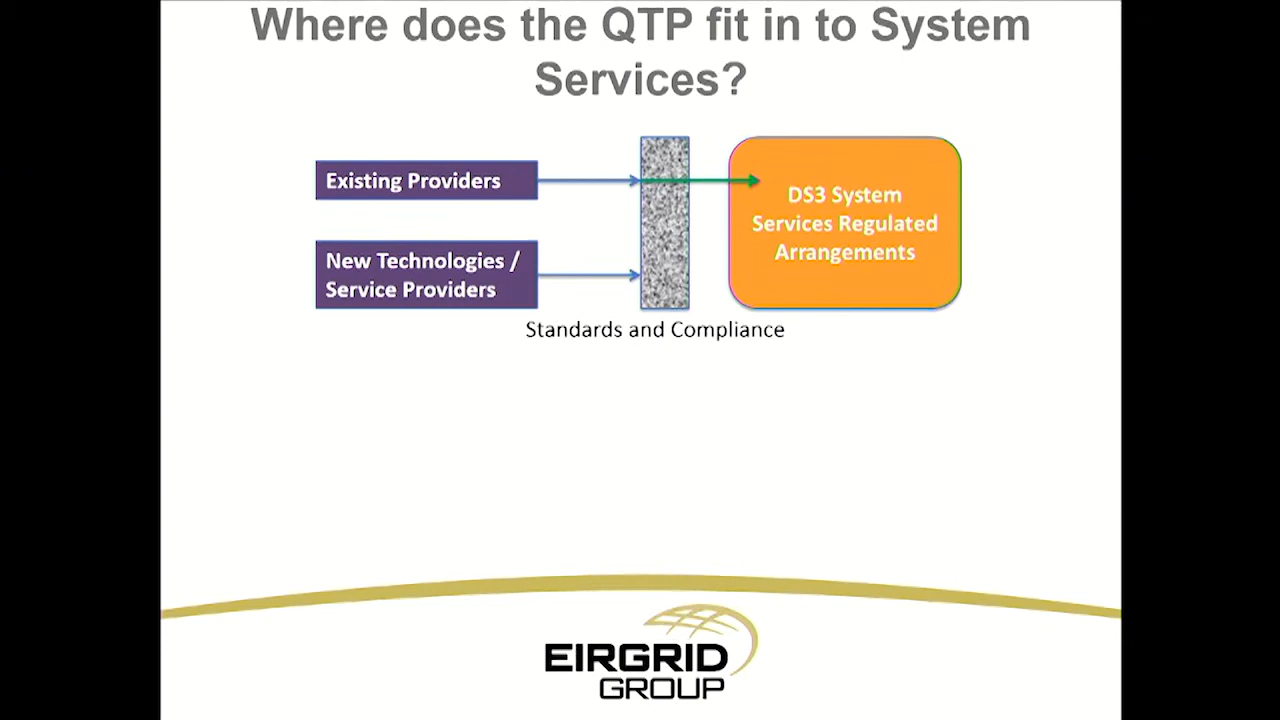 Where does the QTP fit in to System
Services?
Existing Providers
New Technologies /
Service Providers
DS3 System
Services Regulated
Arrangements
Standards and Compliance
EIRGRID
GROUP